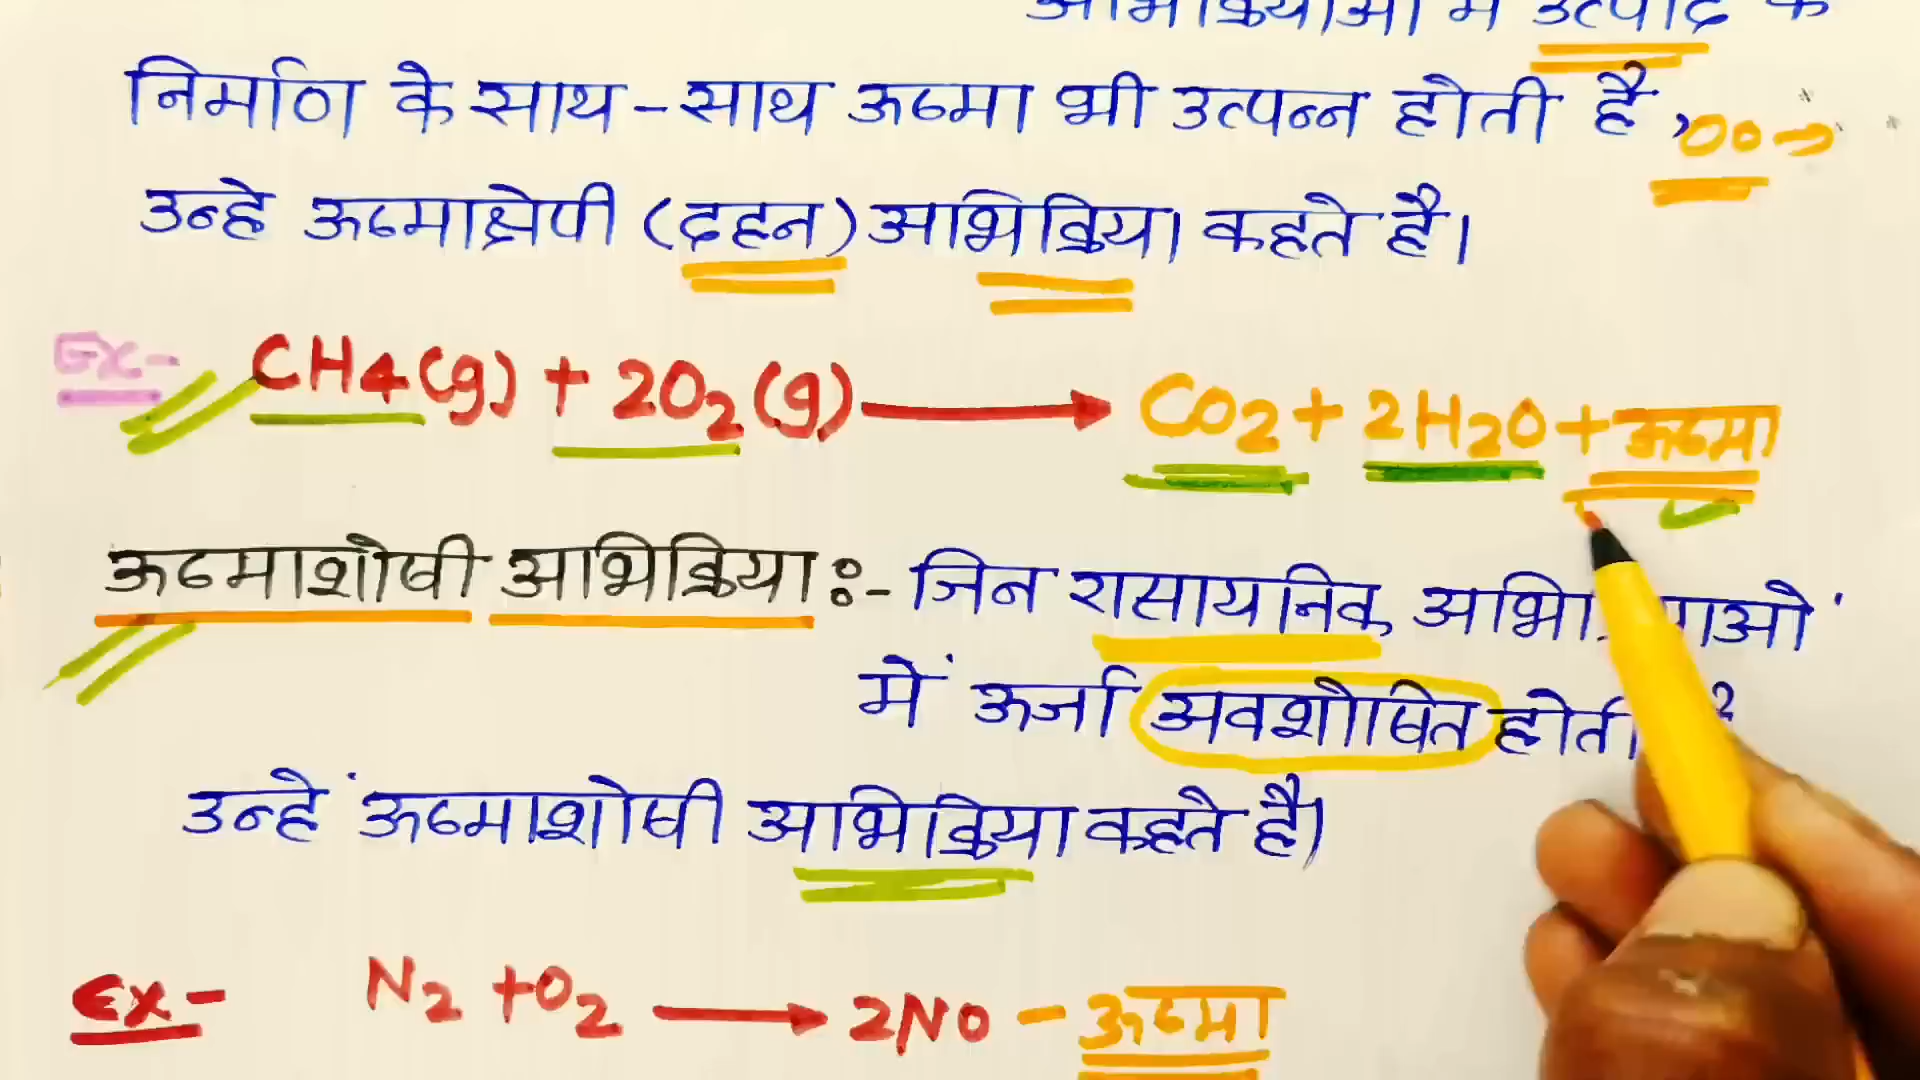 अभिक्रियाओ में उत्पाद के
निर्माण के साथ-साथ ऊष्मा भी उत्पन्न होती है,
उन्हे ऊष्माक्षेपी (दहन) अभिक्रिया कहते है।
Ex- CH4(g) + 2O2(g) → CO2 + 2H2O + ऊष्मा
ऊष्माशोषी अभिक्रिया :- जिन रासायनिक
में ऊर्जा अवशोषित होती
उन्हें ऊष्माशोषी अभिक्रिया कहते है।
Ex- N2 + O2 → 2NO - ऊष्मा